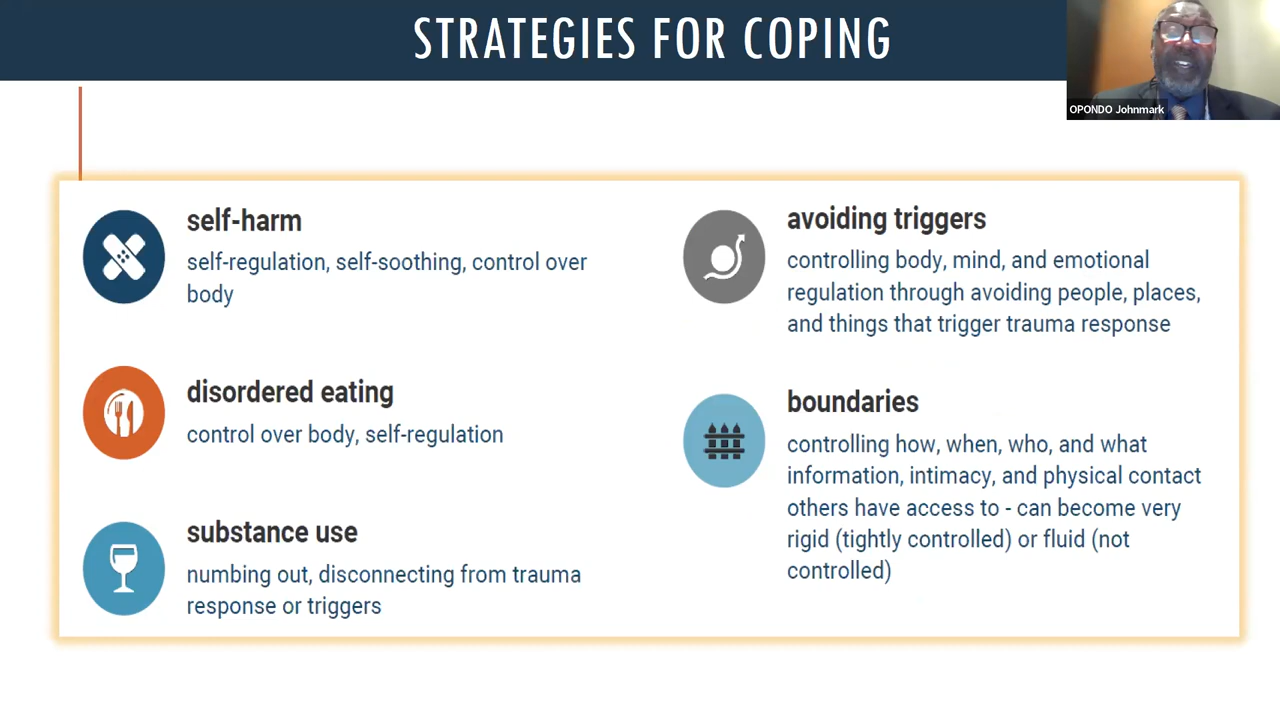 STRATEGIES FOR COPING
OPONDO Johnmark
self-harm
self-regulation, self-soothing, control over
body
disordered eating
control over body, self-regulation
substance use
numbing out, disconnecting from trauma
response or triggers
avoiding triggers
controlling body, mind, and emotional
regulation through avoiding people, places,
and things that trigger trauma response
boundaries
controlling how, when, who, and what
information, intimacy, and physical contact
others have access to - can become very
rigid (tightly controlled) or fluid (not
controlled)